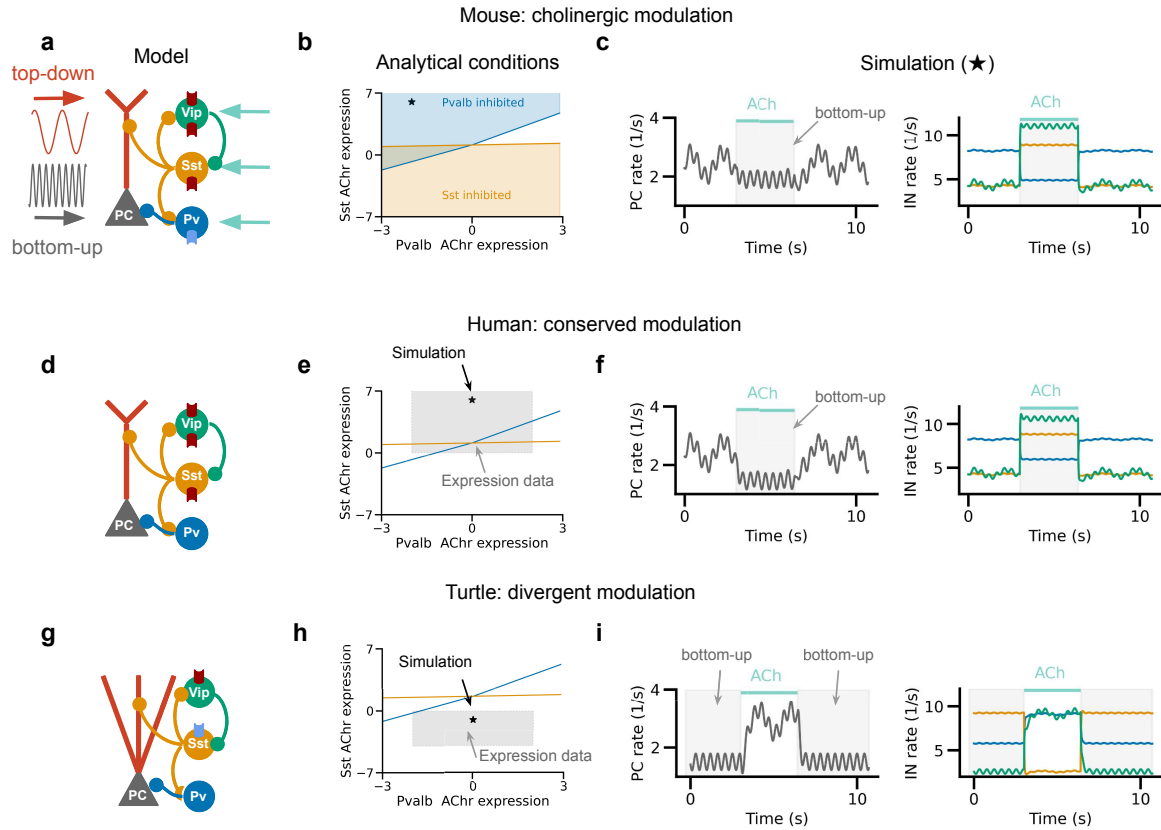 Mouse: cholinergic modulation
a
Model
top-down
bottom-up
Vip
Sst
PC
Pv
b
Analytical conditions
Sst AChr expression
7
0
−7
Pvalb inhibited
Sst inhibited
−3
0
3
Pvalb AChr expression
c
Simulation (★)
PC rate (1/s)
4
2
ACh
bottom-up
0
10
Time (s)
IN rate (1/s)
10
5
ACh
0
10
Time (s)
Human: conserved modulation
d
Vip
Sst
PC
Pv
e
Simulation
Sst AChr expression
7
0
−7
Expression data
−3
0
3
Pvalb AChr expression
f
PC rate (1/s)
4
2
ACh
bottom-up
0
10
Time (s)
IN rate (1/s)
10
5
ACh
0
10
Time (s)
Turtle: divergent modulation
g
Vip
Sst
PC
Pv
h
Simulation
Sst AChr expression
7
0
−7
Expression data
−3
0
3
Pvalb AChr expression
i
bottom-up
bottom-up
ACh
PC rate (1/s)
4
2
0
10
Time (s)
IN rate (1/s)
10
5
ACh
0
10
Time (s)